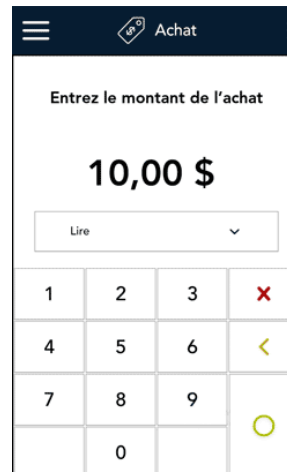 Achat
Entrez le montant de l'achat
10,00 $
Lire
1 2 3
4 5 6
7 8 9
0